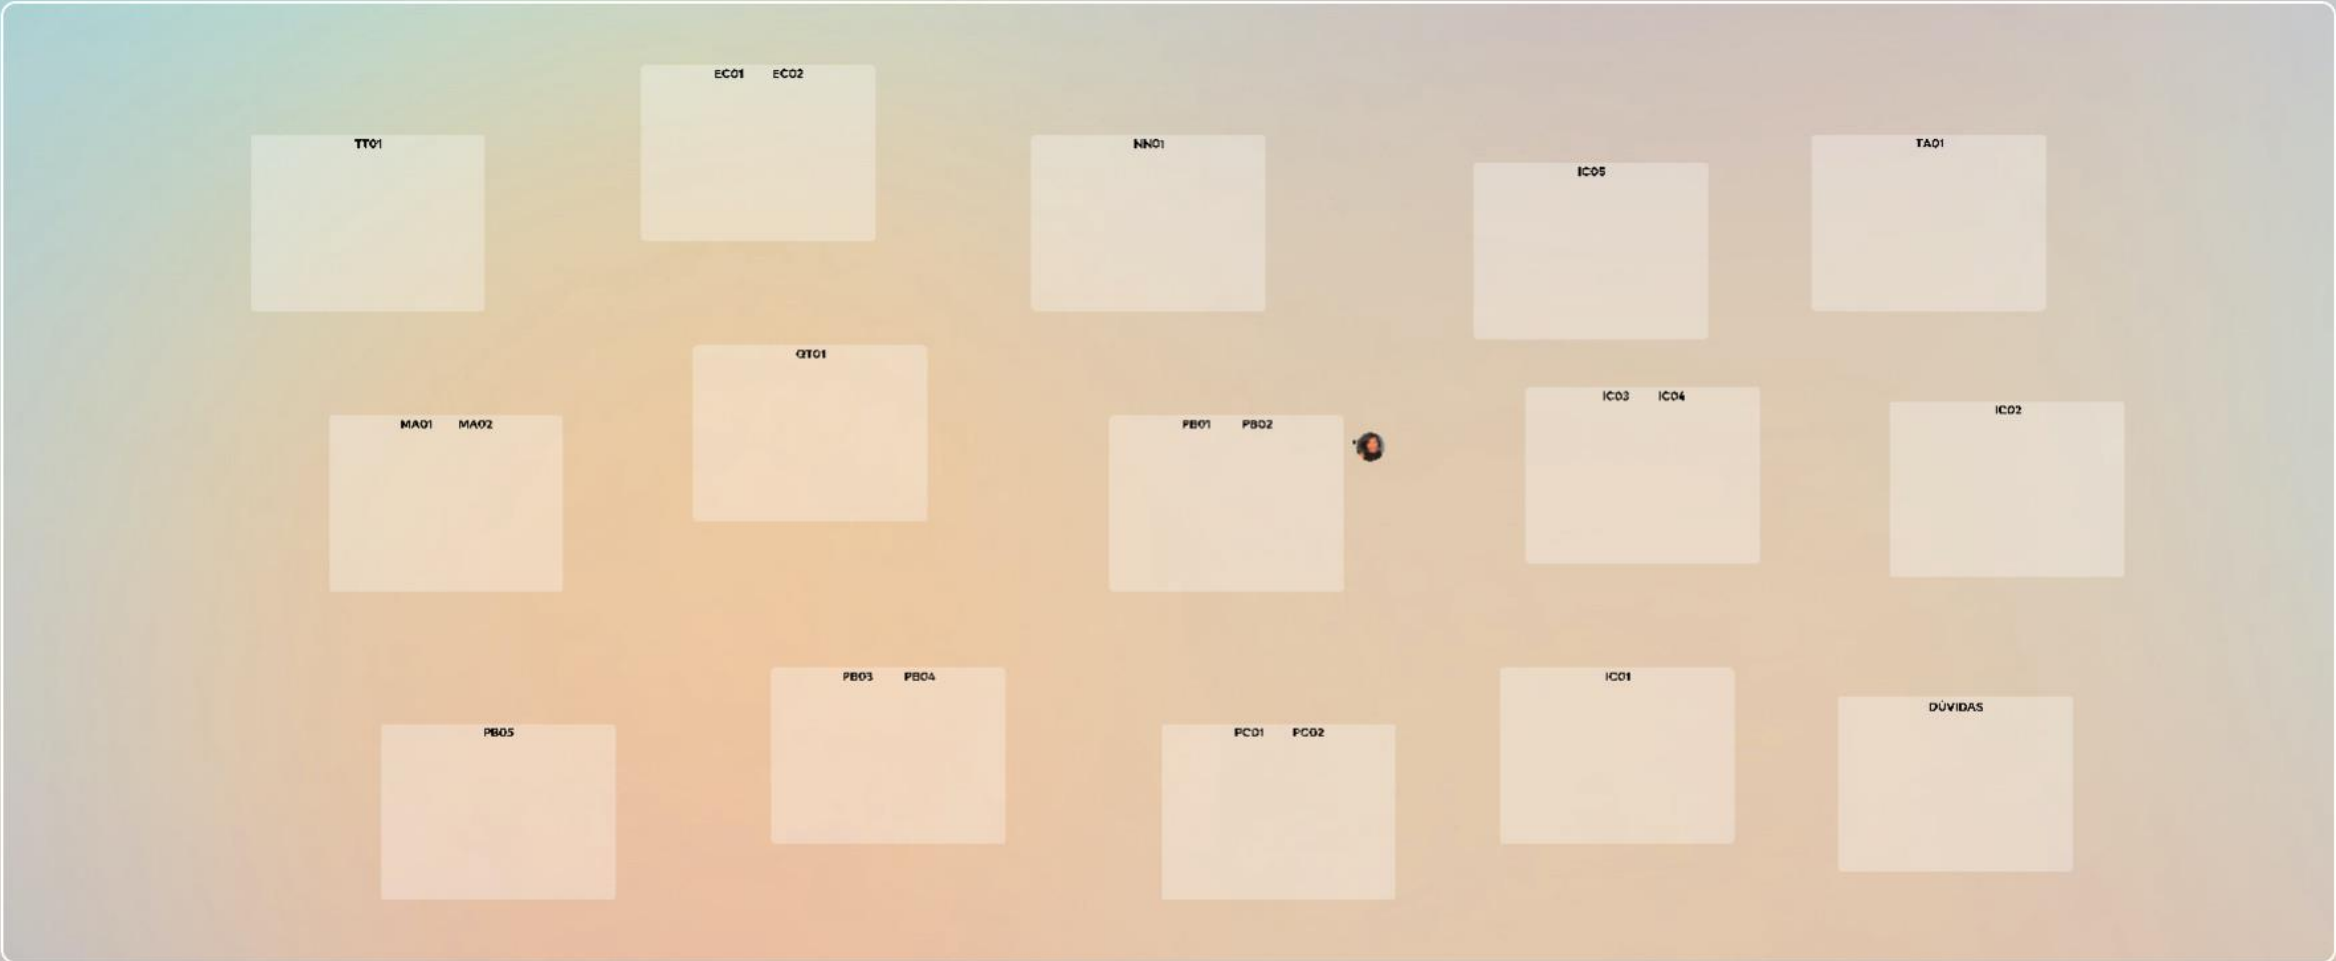 EC01 EC02
TT01
NN01
TA01
IC05
QT01
IC03 IC04
IC02
MA01 MA02
PB01 PB02
PB03 PB04
IC01
DÚVIDAS
PB05
PC01 PC02